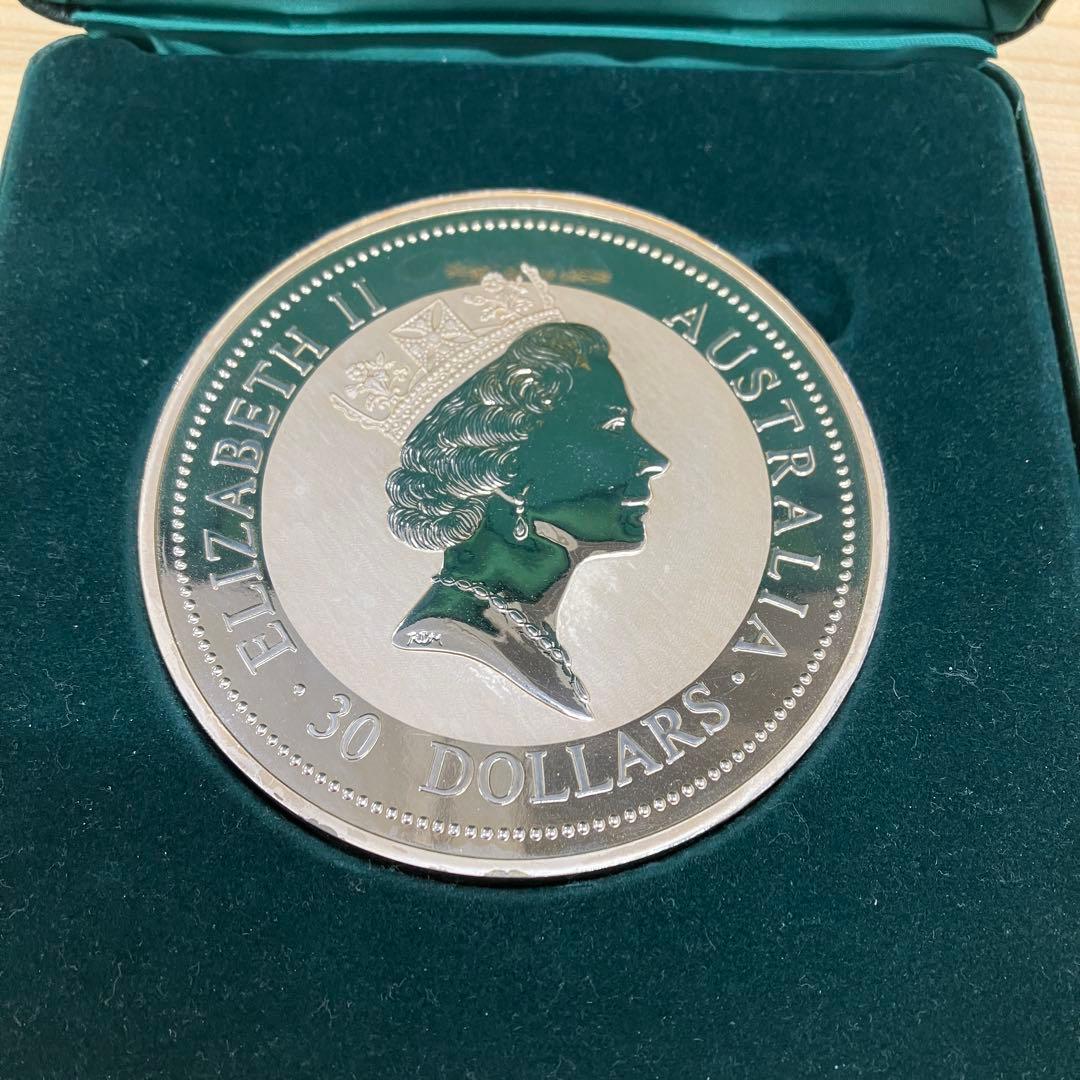 ELIZABETH II
AUSTRALIA
· 30 DOLLARS ·
RDM